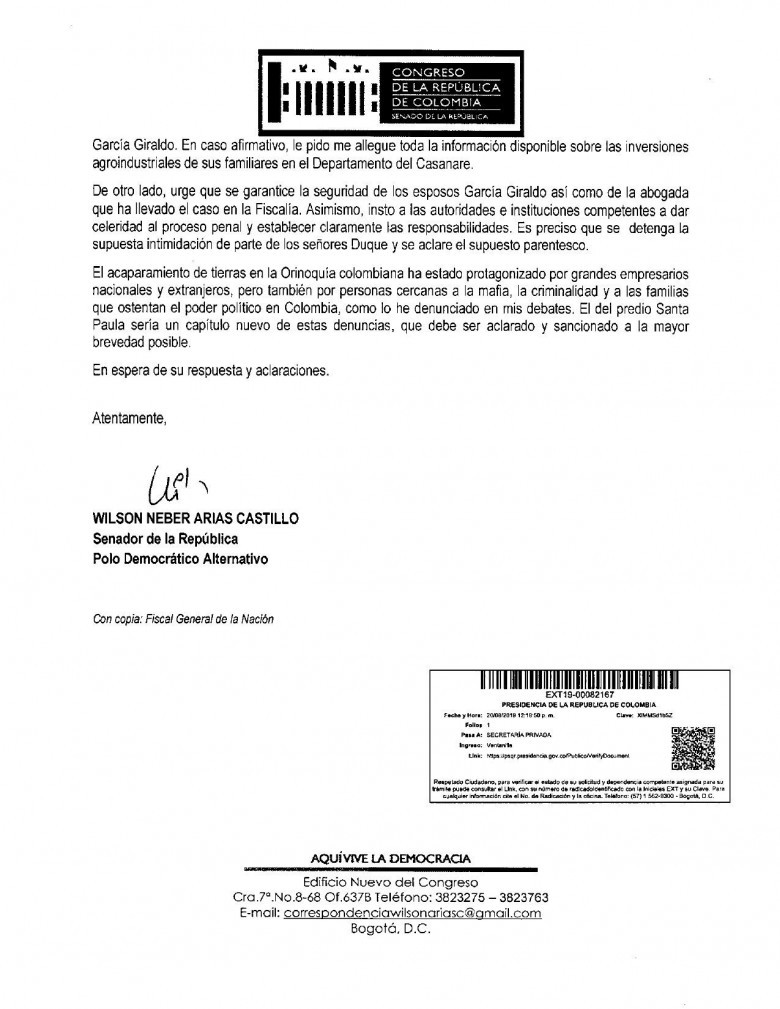 CONGRESO
DE LA REPÚBLICA
DE COLOMBIA
SENADO DE LA REPÚBLICA
García Giraldo. En caso afirmativo, le pido me allegue toda la información disponible sobre las inversiones
agroindustriales de sus familiares en el Departamento del Casanare.
De otro lado, urge que se garantice la seguridad de los esposos García Giraldo así como de la abogada
que ha llevado el caso en la Fiscalía. Asimismo, insto a las autoridades e instituciones competentes a dar
celeridad al proceso penal y establecer claramente las responsabilidades. Es preciso que se detenga la
supuesta intimidación de parte de los señores Duque y se aclare el supuesto parentesco.
El acaparamiento de tierras en la Orinoquía colombiana ha estado protagonizado por grandes empresarios
nacionales y extranjeros, pero también por personas cercanas a la mafia, la criminalidad y a las familias
que ostentan el poder político en Colombia, como lo he denunciado en mis debates. El del predio Santa
Paula sería un capítulo nuevo de estas denuncias, que debe ser aclarado y sancionado a la mayor
brevedad posible.
En espera de su respuesta y aclaraciones.
Atentamente,
WILSON NEBER ARIAS CASTILLO
Senador de la República
Polo Democrático Alternativo
Con copia: Fiscal General de la Nación
EXT19-00082167
PRESIDENCIA DE LA REPUBLICA DE COLOMBIA
Fecha y Hora: 20/08/2019 12:19:50 p. m. Clave:
Folios 1
Pasa A: SECRETARÍA PRIVADA
Ingreso: Ventanilla
Link: https://psqr.presidencia.gov.co/Publico/VerifyDocument
Respetado Ciudadano, para verificar el estado de su solicitud y dependencia competente asignada para su
trámite puede consultar el Link, con su número de radicadoidentificado con la Iniciales EXT y su Clave. Para
cualquier información cite el No. de Radicación y la oficina. Teléfono: (57) 1 562-9300 - Bogotá, D.C.
AQUÍ VIVE LA DEMOCRACIA
Edificio Nuevo del Congreso
Cra.7ª.No.8-68 Of.637B Teléfono: 3823275 – 3823763
E-mail: correspondenciawilsonariasc@gmail.com
Bogotá, D.C.